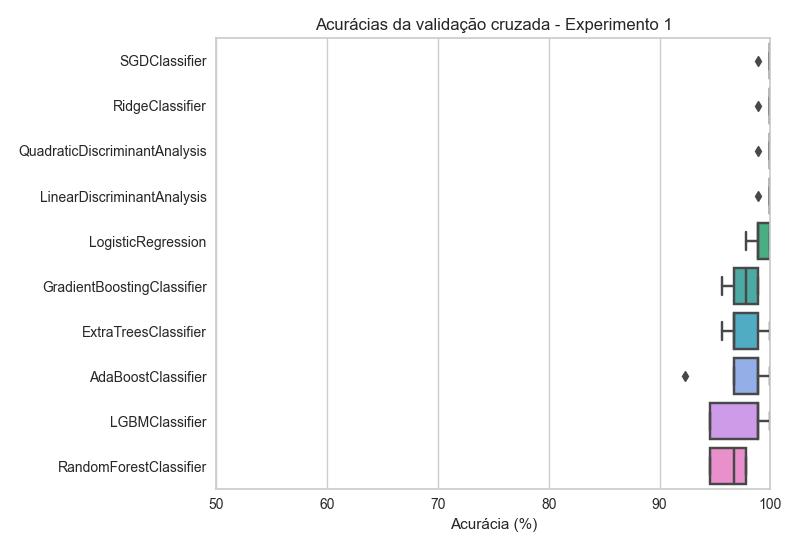 Acurácias da validação cruzada - Experimento 1
SGDClassifier
RidgeClassifier
QuadraticDiscriminantAnalysis
LinearDiscriminantAnalysis
LogisticRegression
GradientBoostingClassifier
ExtraTreesClassifier
AdaBoostClassifier
LGBMClassifier
RandomForestClassifier
50 60 70 80 90 100
Acurácia (%)